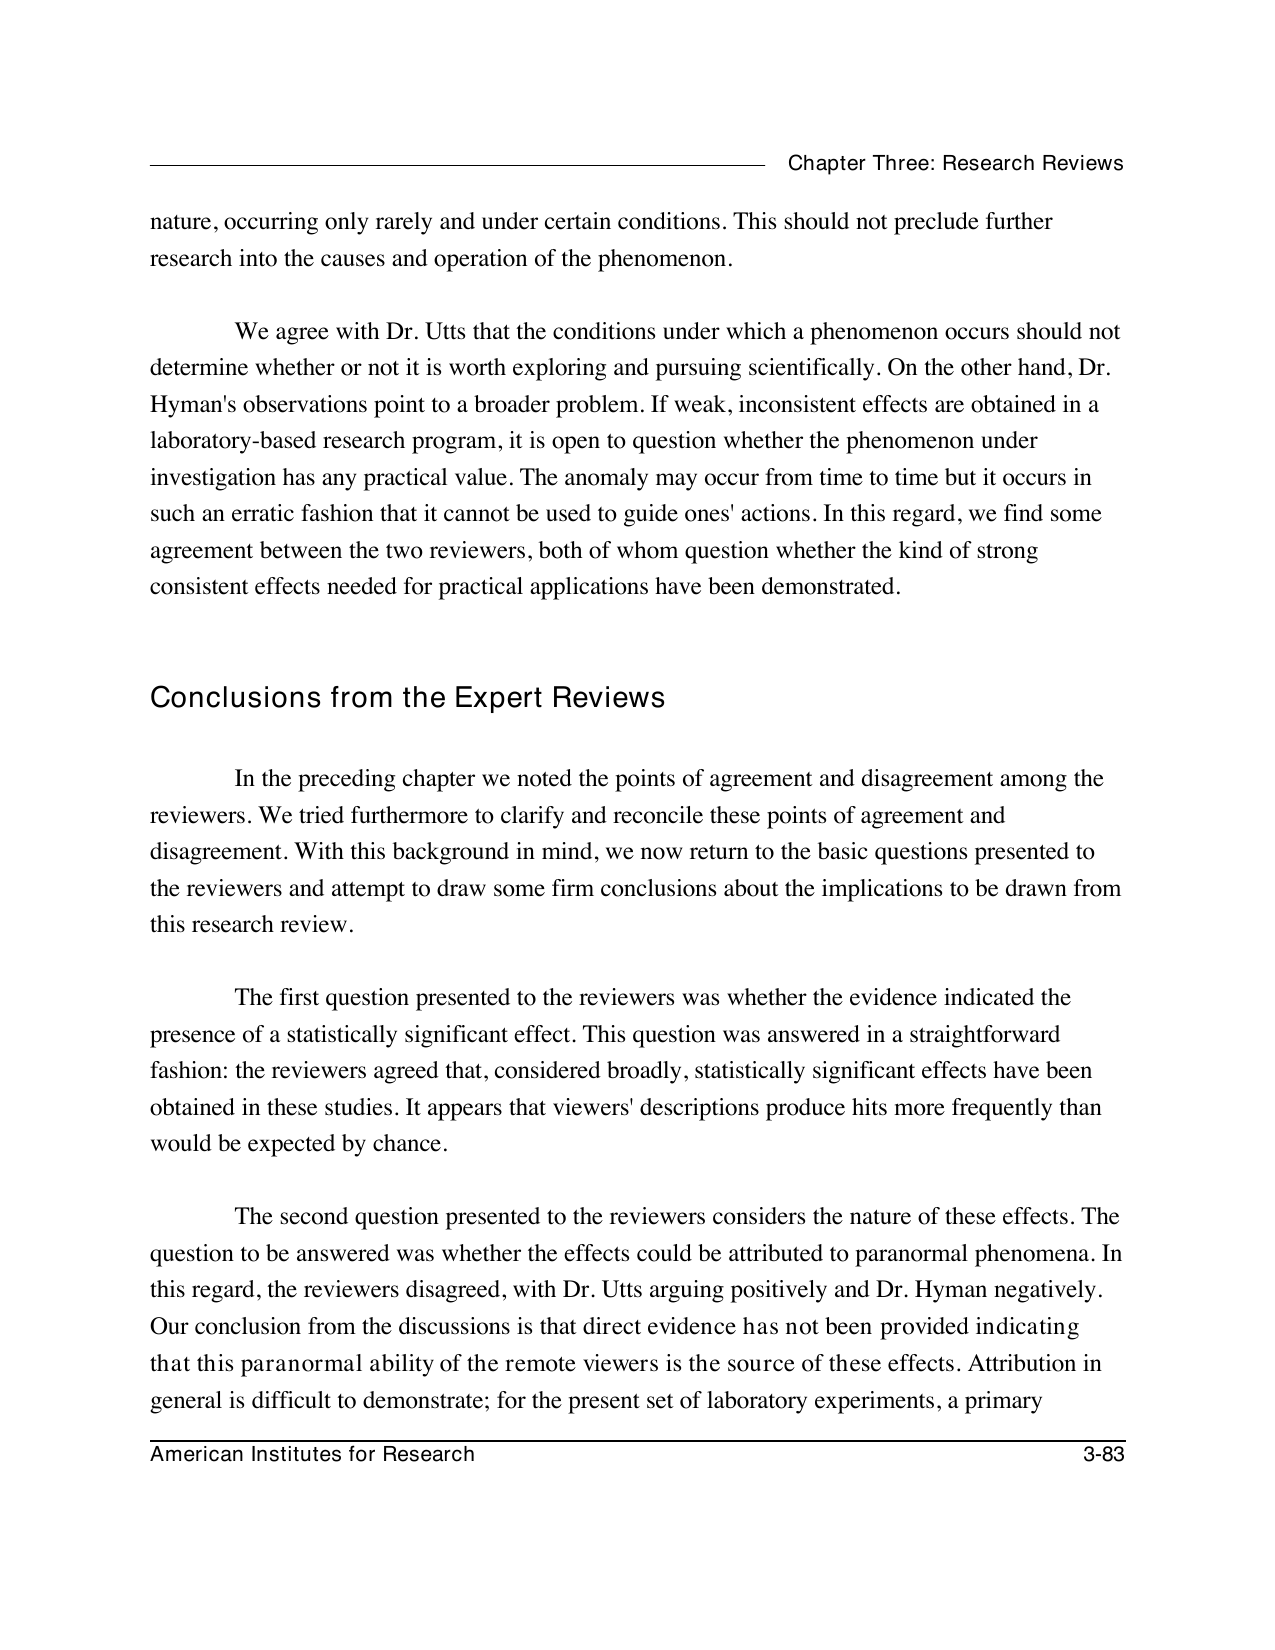 Chapter Three: Research Reviews
nature, occurring only rarely and under certain conditions. This should not preclude further
research into the causes and operation of the phenomenon.
We agree with Dr. Utts that the conditions under which a phenomenon occurs should not
determine whether or not it is worth exploring and pursuing scientifically. On the other hand, Dr.
Hyman's observations point to a broader problem. If weak, inconsistent effects are obtained in a
laboratory-based research program, it is open to question whether the phenomenon under
investigation has any practical value. The anomaly may occur from time to time but it occurs in
such an erratic fashion that it cannot be used to guide ones' actions. In this regard, we find some
agreement between the two reviewers, both of whom question whether the kind of strong
consistent effects needed for practical applications have been demonstrated.
Conclusions from the Expert Reviews
In the preceding chapter we noted the points of agreement and disagreement among the
reviewers. We tried furthermore to clarify and reconcile these points of agreement and
disagreement. With this background in mind, we now return to the basic questions presented to
the reviewers and attempt to draw some firm conclusions about the implications to be drawn from
this research review.
The first question presented to the reviewers was whether the evidence indicated the
presence of a statistically significant effect. This question was answered in a straightforward
fashion: the reviewers agreed that, considered broadly, statistically significant effects have been
obtained in these studies. It appears that viewers' descriptions produce hits more frequently than
would be expected by chance.
The second question presented to the reviewers considers the nature of these effects. The
question to be answered was whether the effects could be attributed to paranormal phenomena. In
this regard, the reviewers disagreed, with Dr. Utts arguing positively and Dr. Hyman negatively.
Our conclusion from the discussions is that direct evidence has not been provided indicating
that this paranormal ability of the remote viewers is the source of these effects. Attribution in
general is difficult to demonstrate; for the present set of laboratory experiments, a primary
American Institutes for Research
3-83